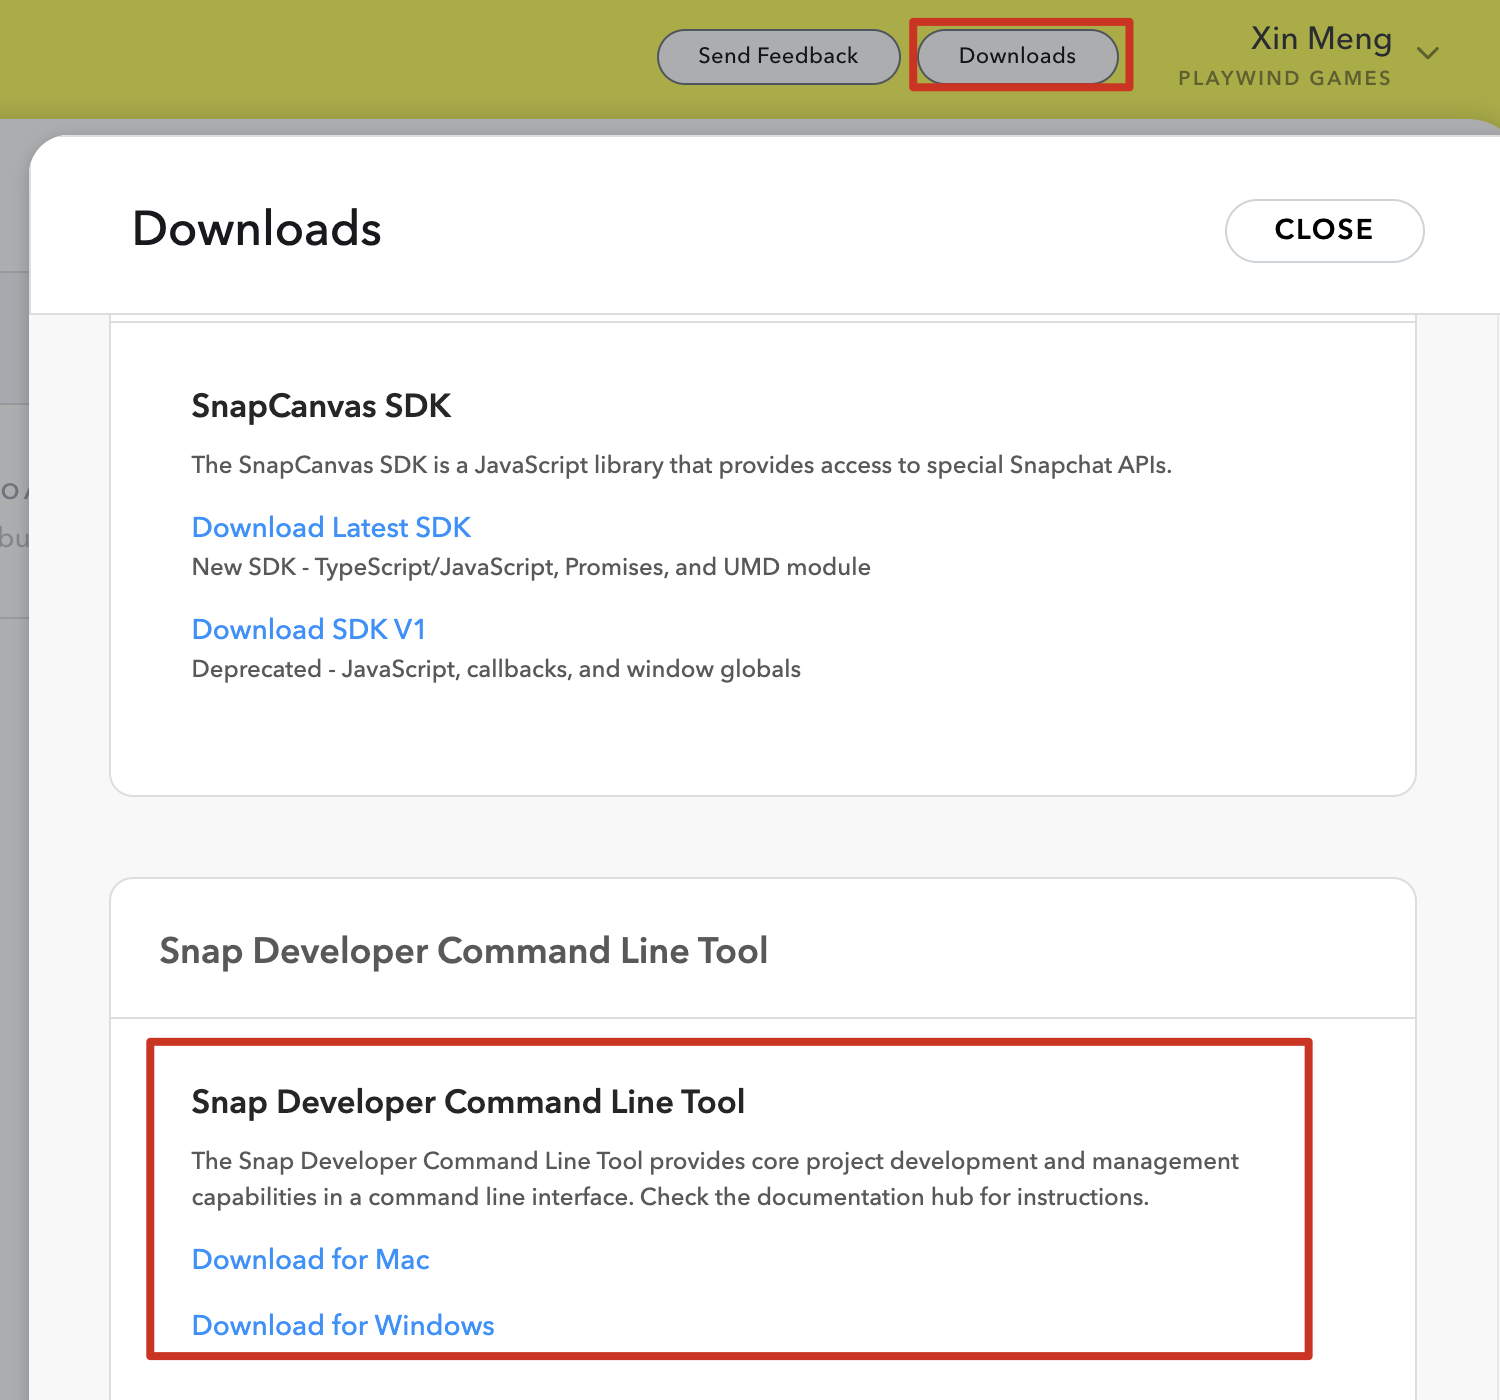 Send Feedback
Downloads
Xin Meng
PLAYWIND GAMES
Downloads
CLOSE
SnapCanvas SDK
The SnapCanvas SDK is a JavaScript library that provides access to special Snapchat APIs.
Download Latest SDK
New SDK - TypeScript/JavaScript, Promises, and UMD module
Download SDK V1
Deprecated - JavaScript, callbacks, and window globals
Snap Developer Command Line Tool
Snap Developer Command Line Tool
The Snap Developer Command Line Tool provides core project development and management
capabilities in a command line interface. Check the documentation hub for instructions.
Download for Mac
Download for Windows